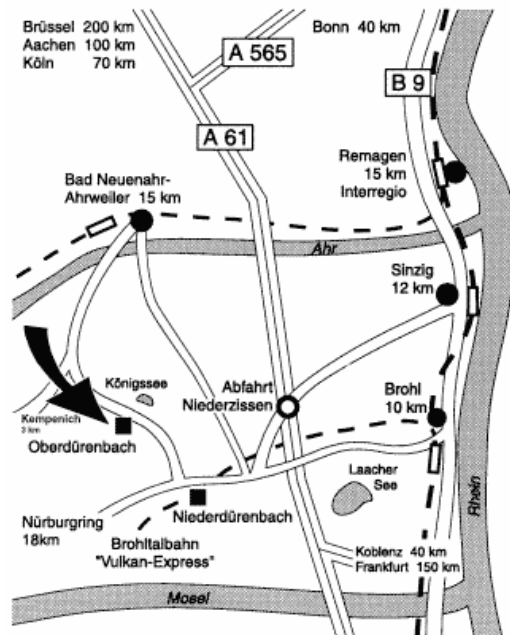 Brüssel 200 km
Aachen 100 km
Köln 70 km
A 565
Bonn 40 km
B 9
A 61
Remagen
15 km
Interregio
Bad Neuenahr-
Ahrweiler 15 km
Ahr
Sinzig
12 km
Königssee
Abfahrt
Niederzissen
Brohl
10 km
Kempenich
3 km
Oberdürenbach
Laacher
See
Rhein
Nürburgring
18km
Niederdürenbach
Brohltalbahn
"Vulkan-Express"
Koblenz 40 km
Frankfurt 150 km
Mosel